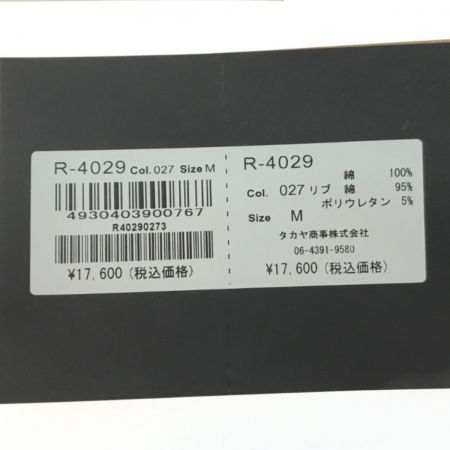 R-4029 Col. 027 Size M
4930403900767
R40290273
¥17,600 (税込価格)
R-4029
綿 100%
Col. 027 リブ 綿 95%
ポリウレタン 5%
Size M
タカヤ商事株式会社
06-4391-9580
¥17,600 (税込価格)